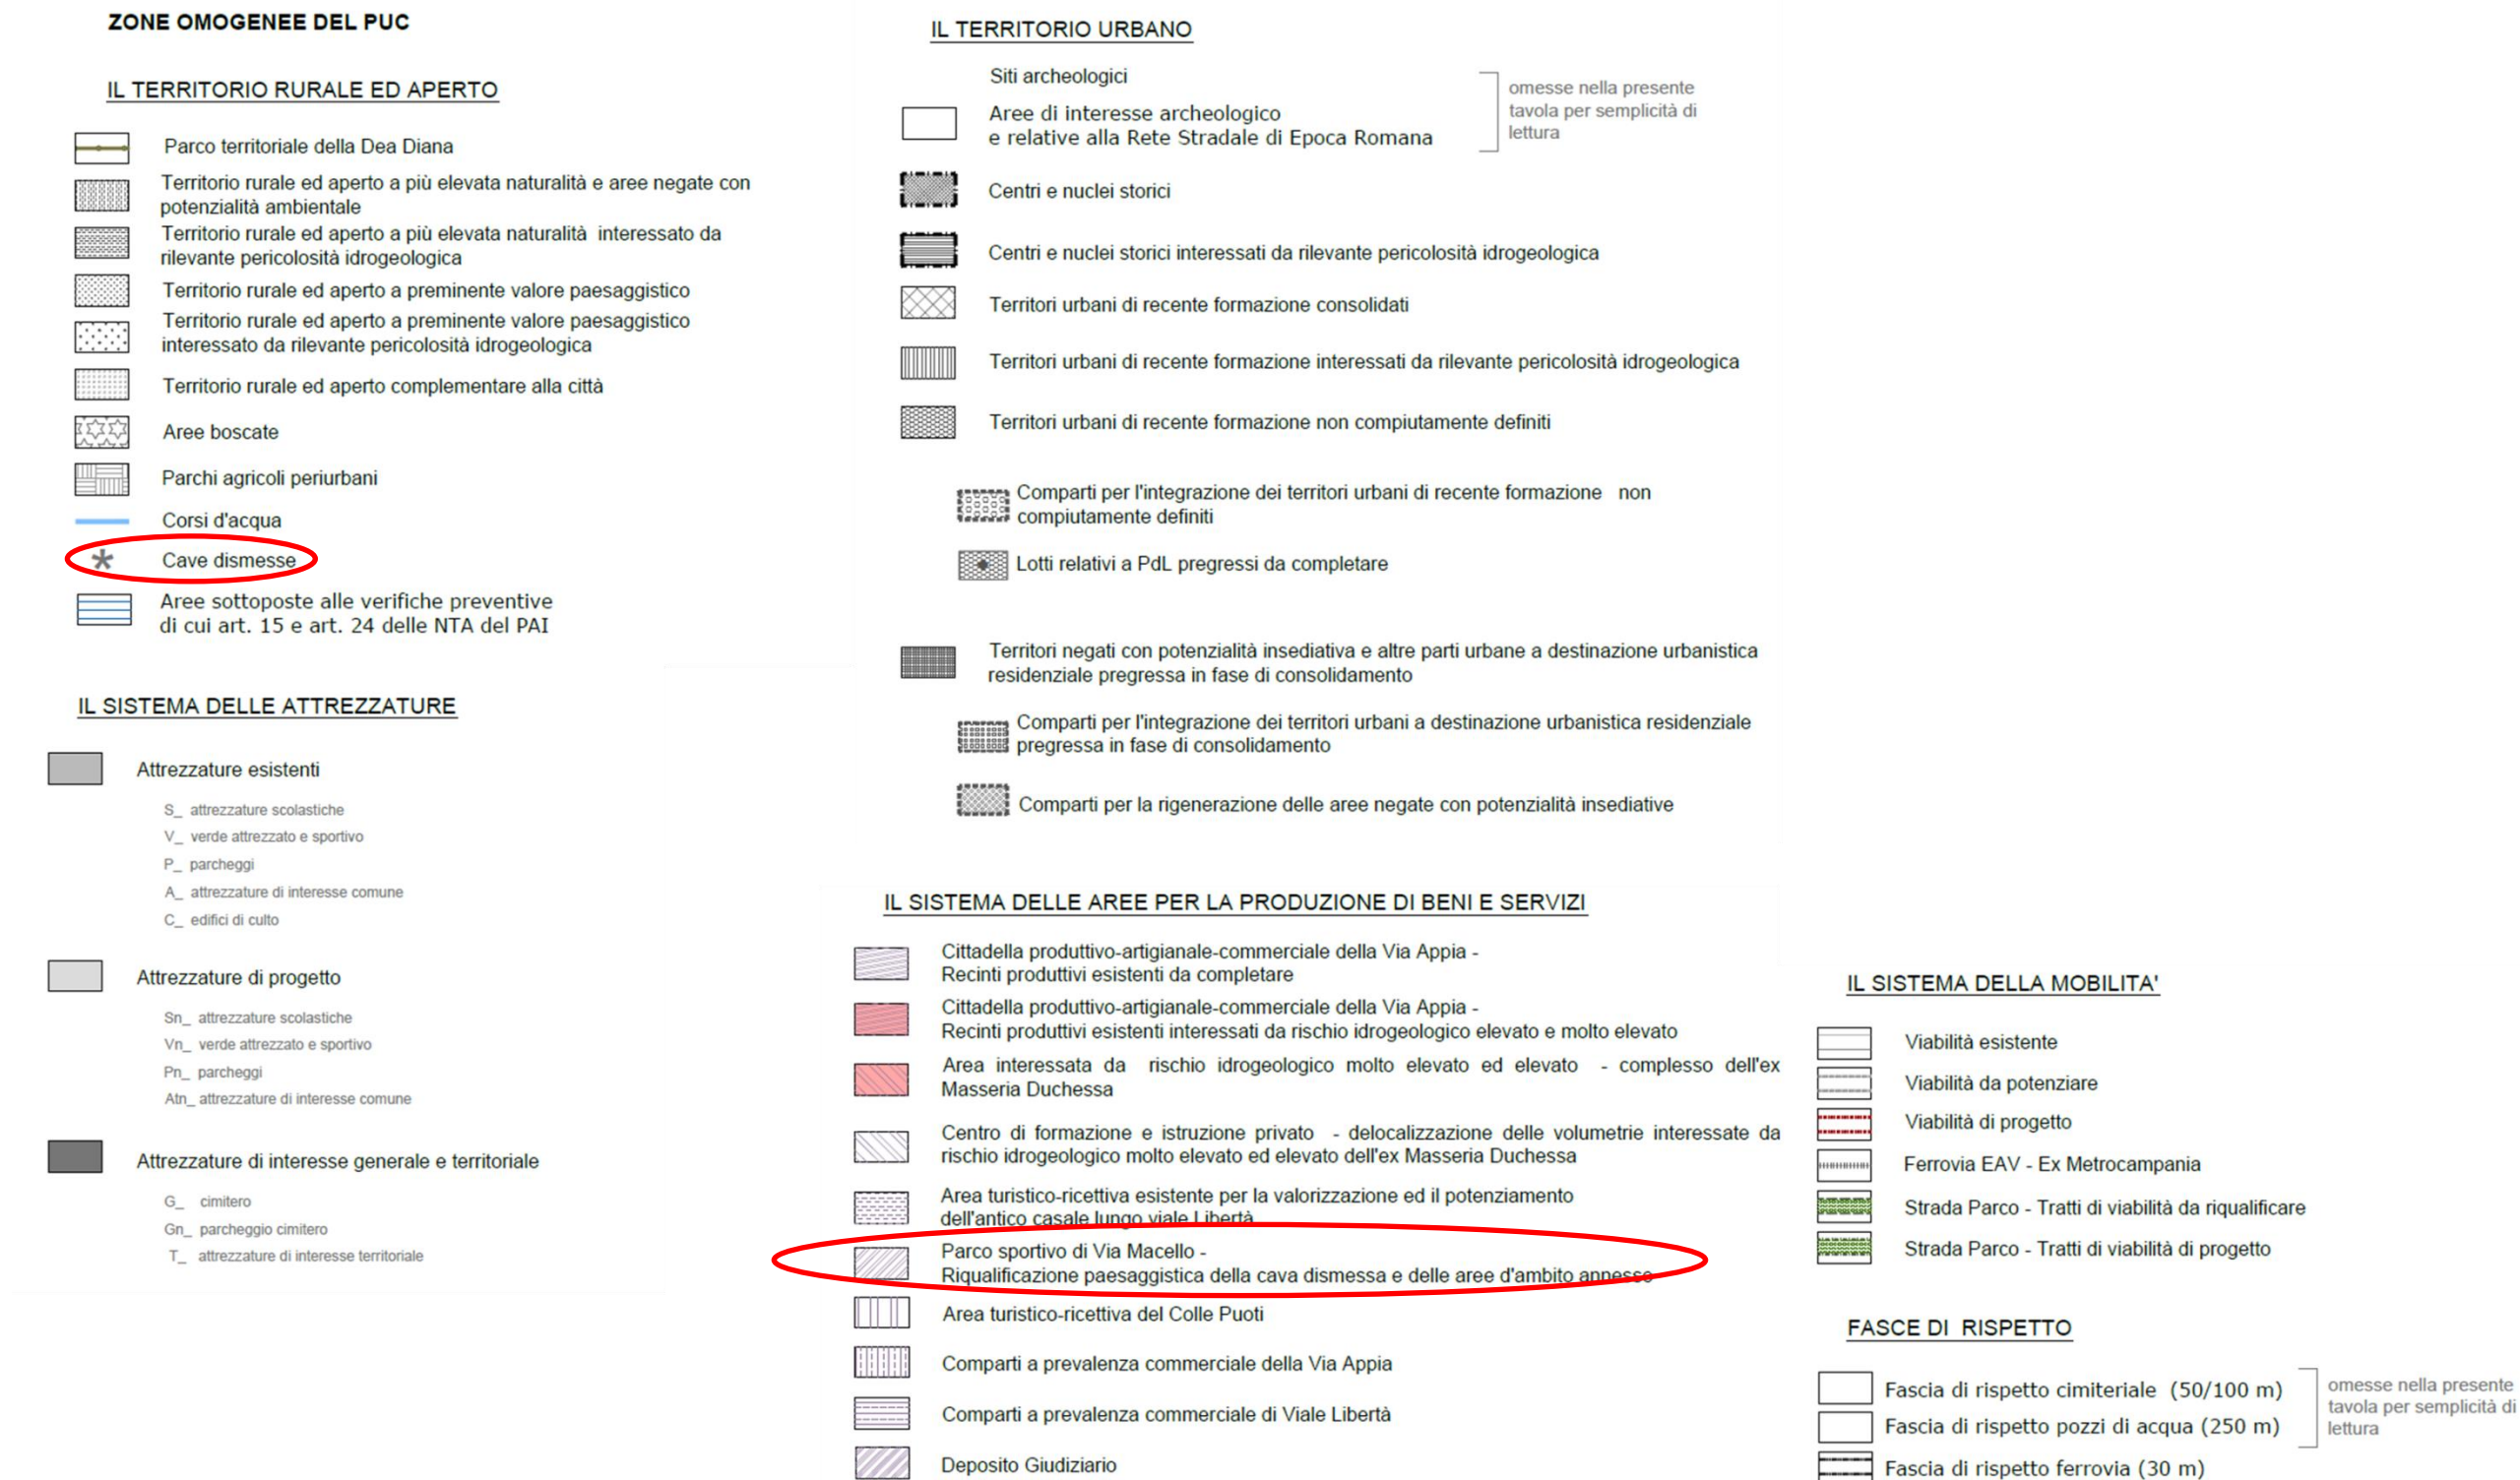 ZONE OMOGENEE DEL PUC
IL TERRITORIO RURALE ED APERTO
Parco territoriale della Dea Diana
Territorio rurale ed aperto a più elevata naturalità e aree negate con
potenzialità ambientale
Territorio rurale ed aperto a più elevata naturalità interessato da
rilevante pericolosità idrogeologica
Territorio rurale ed aperto a preminente valore paesaggistico
Territorio rurale ed aperto a preminente valore paesaggistico
interessato da rilevante pericolosità idrogeologica
Territorio rurale ed aperto complementare alla città
Aree boscate
Parchi agricoli periurbani
Corsi d'acqua
Cave dismesse
Aree sottoposte alle verifiche preventive
di cui art. 15 e art. 24 delle NTA del PAI
IL SISTEMA DELLE ATTREZZATURE
Attrezzature esistenti
S_ attrezzature scolastiche
V_ verde attrezzato e sportivo
P_ parcheggi
A_ attrezzature di interesse comune
C_ edifici di culto
Attrezzature di progetto
Sn_ attrezzature scolastiche
Vn_ verde attrezzato e sportivo
Pn_ parcheggi
Atn_ attrezzature di interesse comune
Attrezzature di interesse generale e territoriale
G_ cimitero
Gn_ parcheggio cimitero
T_ attrezzature di interesse territoriale
IL TERRITORIO URBANO
Siti archeologici
Aree di interesse archeologico
e relative alla Rete Stradale di Epoca Romana
omesse nella presente
tavola per semplicità di
lettura
Centri e nuclei storici
Centri e nuclei storici interessati da rilevante pericolosità idrogeologica
Territori urbani di recente formazione consolidati
Territori urbani di recente formazione interessati da rilevante pericolosità idrogeologica
Territori urbani di recente formazione non compiutamente definiti
Comparti per l'integrazione dei territori urbani di recente formazione non
compiutamente definiti
Lotti relativi a PdL pregressi da completare
Territori negati con potenzialità insediativa e altre parti urbane a destinazione urbanistica
residenziale pregressa in fase di consolidamento
Comparti per l'integrazione dei territori urbani a destinazione urbanistica residenziale
pregressa in fase di consolidamento
Comparti per la rigenerazione delle aree negate con potenzialità insediative
IL SISTEMA DELLE AREE PER LA PRODUZIONE DI BENI E SERVIZI
Cittadella produttivo-artigianale-commerciale della Via Appia -
Recinti produttivi esistenti da completare
Cittadella produttivo-artigianale-commerciale della Via Appia -
Recinti produttivi esistenti interessati da rischio idrogeologico elevato e molto elevato
Area interessata da rischio idrogeologico molto elevato ed elevato - complesso dell'ex
Masseria Duchessa
Centro di formazione e istruzione privato - delocalizzazione delle volumetrie interessate da
rischio idrogeologico molto elevato ed elevato dell'ex Masseria Duchessa
Area turistico-ricettiva esistente per la valorizzazione ed il potenziamento
dell'antico casale lungo viale Libertà
Parco sportivo di Via Macello -
Riqualificazione paesaggistica della cava dismessa e delle aree d'ambito annesse
Area turistico-ricettiva del Colle Puoti
Comparti a prevalenza commerciale della Via Appia
Comparti a prevalenza commerciale di Viale Libertà
Deposito Giudiziario
IL SISTEMA DELLA MOBILITA'
Viabilità esistente
Viabilità da potenziare
Viabilità di progetto
Ferrovia EAV - Ex Metrocampania
Strada Parco - Tratti di viabilità da riqualificare
Strada Parco - Tratti di viabilità di progetto
FASCE DI RISPETTO
Fascia di rispetto cimiteriale (50/100 m)
Fascia di rispetto pozzi di acqua (250 m)
omesse nella presente
tavola per semplicità di
lettura
Fascia di rispetto ferrovia (30 m)